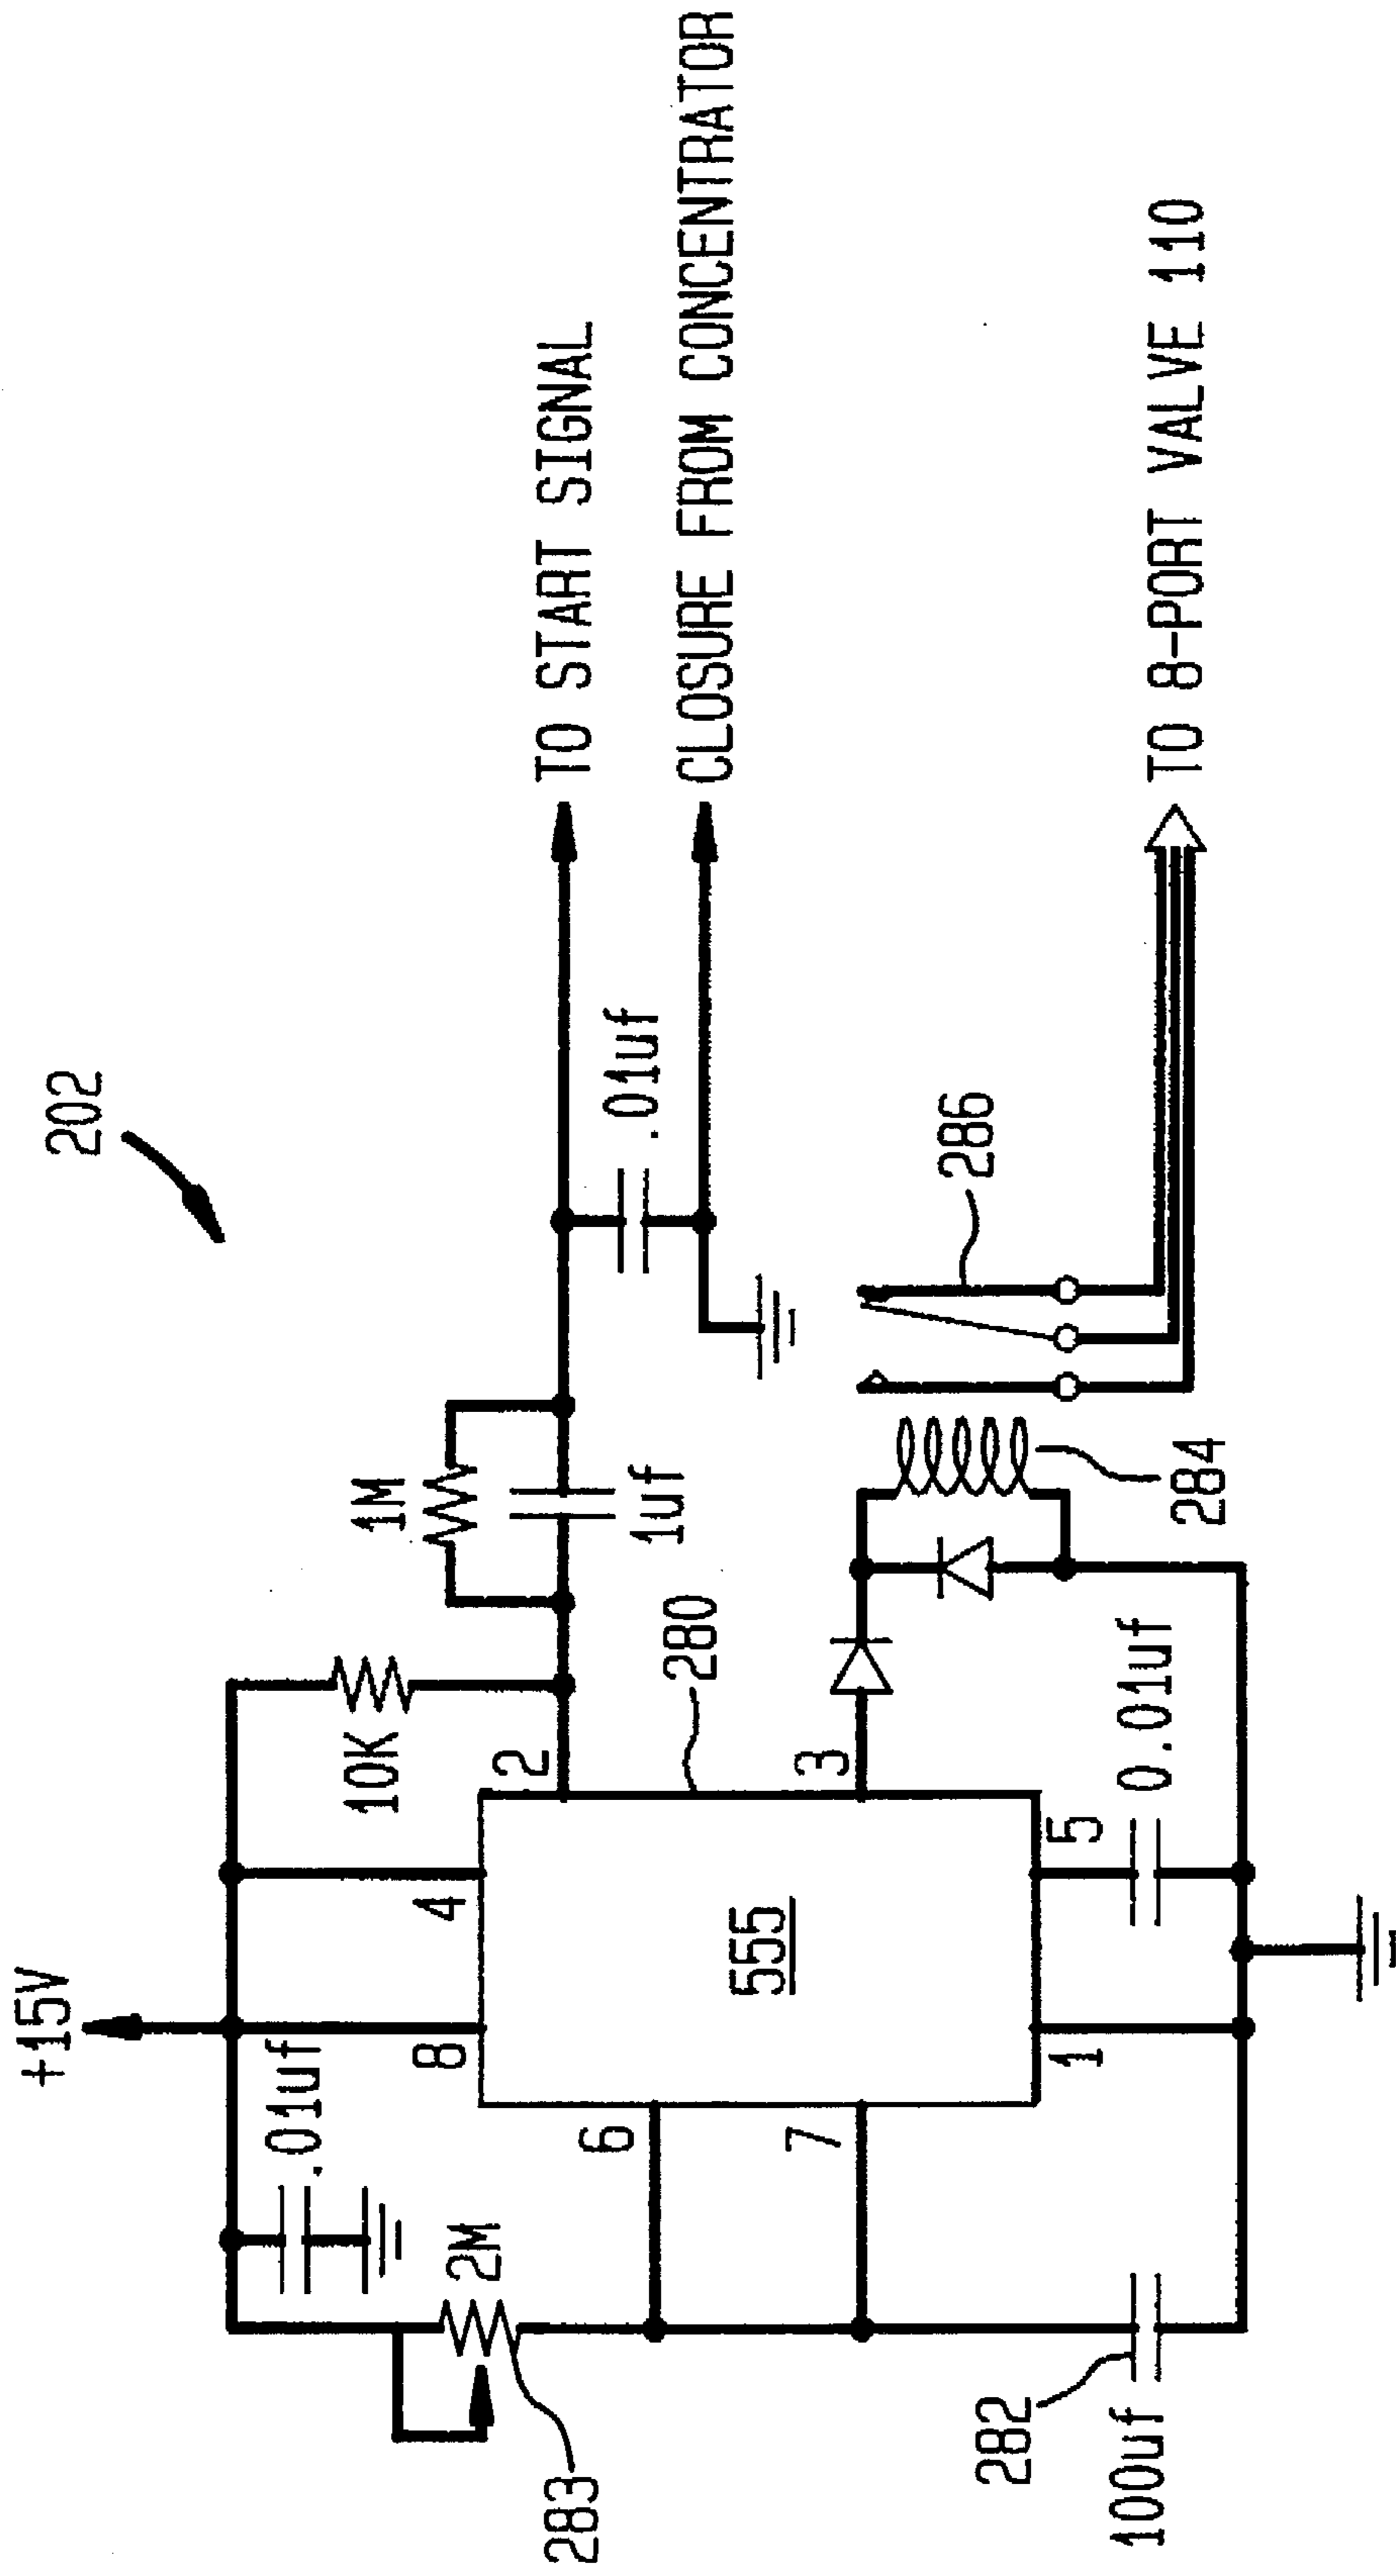 202
+15V
.01uf
10K
1M
1uf
TO START SIGNAL
.01uf
CLOSURE FROM CONCENTRATOR
2M
283
8
4
2
6
7
555
280
3
1
5
0.01uf
284
286
TO 8-PORT VALVE 110
282
100uf